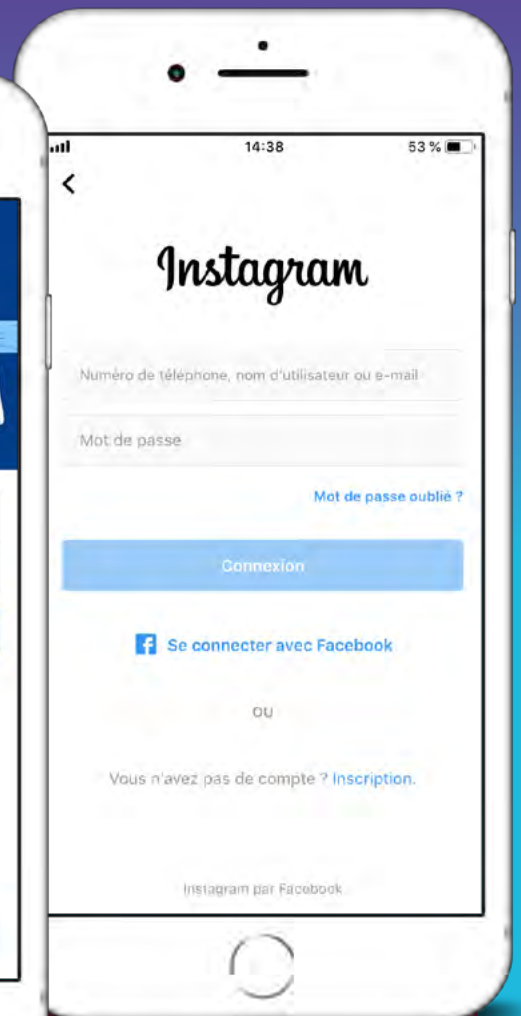 14:38
53 %
Instagram
Numéro de téléphone, nom d'utilisateur ou e-mail
Mot de passe
Mot de passe oublié ?
Connexion
Se connecter avec Facebook
OU
Vous n'avez pas de compte ? Inscription.
Instagram par Facebook